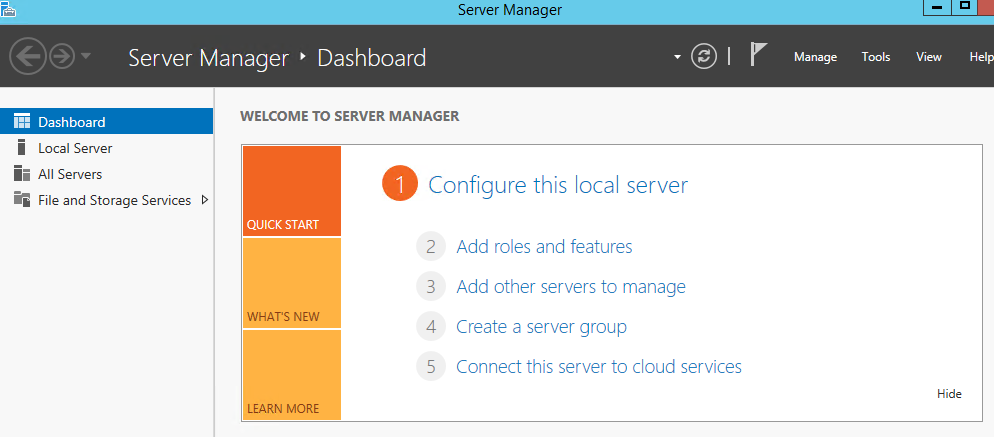 Server Manager
Server Manager ‣ Dashboard
Manage Tools View Help
Dashboard
Local Server
All Servers
File and Storage Services
WELCOME TO SERVER MANAGER
QUICK START
WHAT'S NEW
LEARN MORE
1 Configure this local server
2 Add roles and features
3 Add other servers to manage
4 Create a server group
5 Connect this server to cloud services
Hide